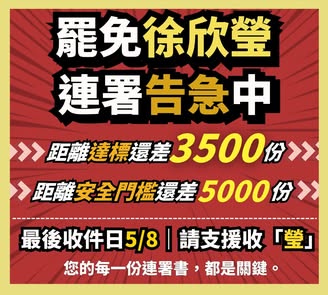 罷免徐欣瑩
連署告急中
距離達標還差3500份
距離安全門檻還差5000份
最後收件日5/8｜請支援收「瑩」
您的每一份連署書，都是關鍵。